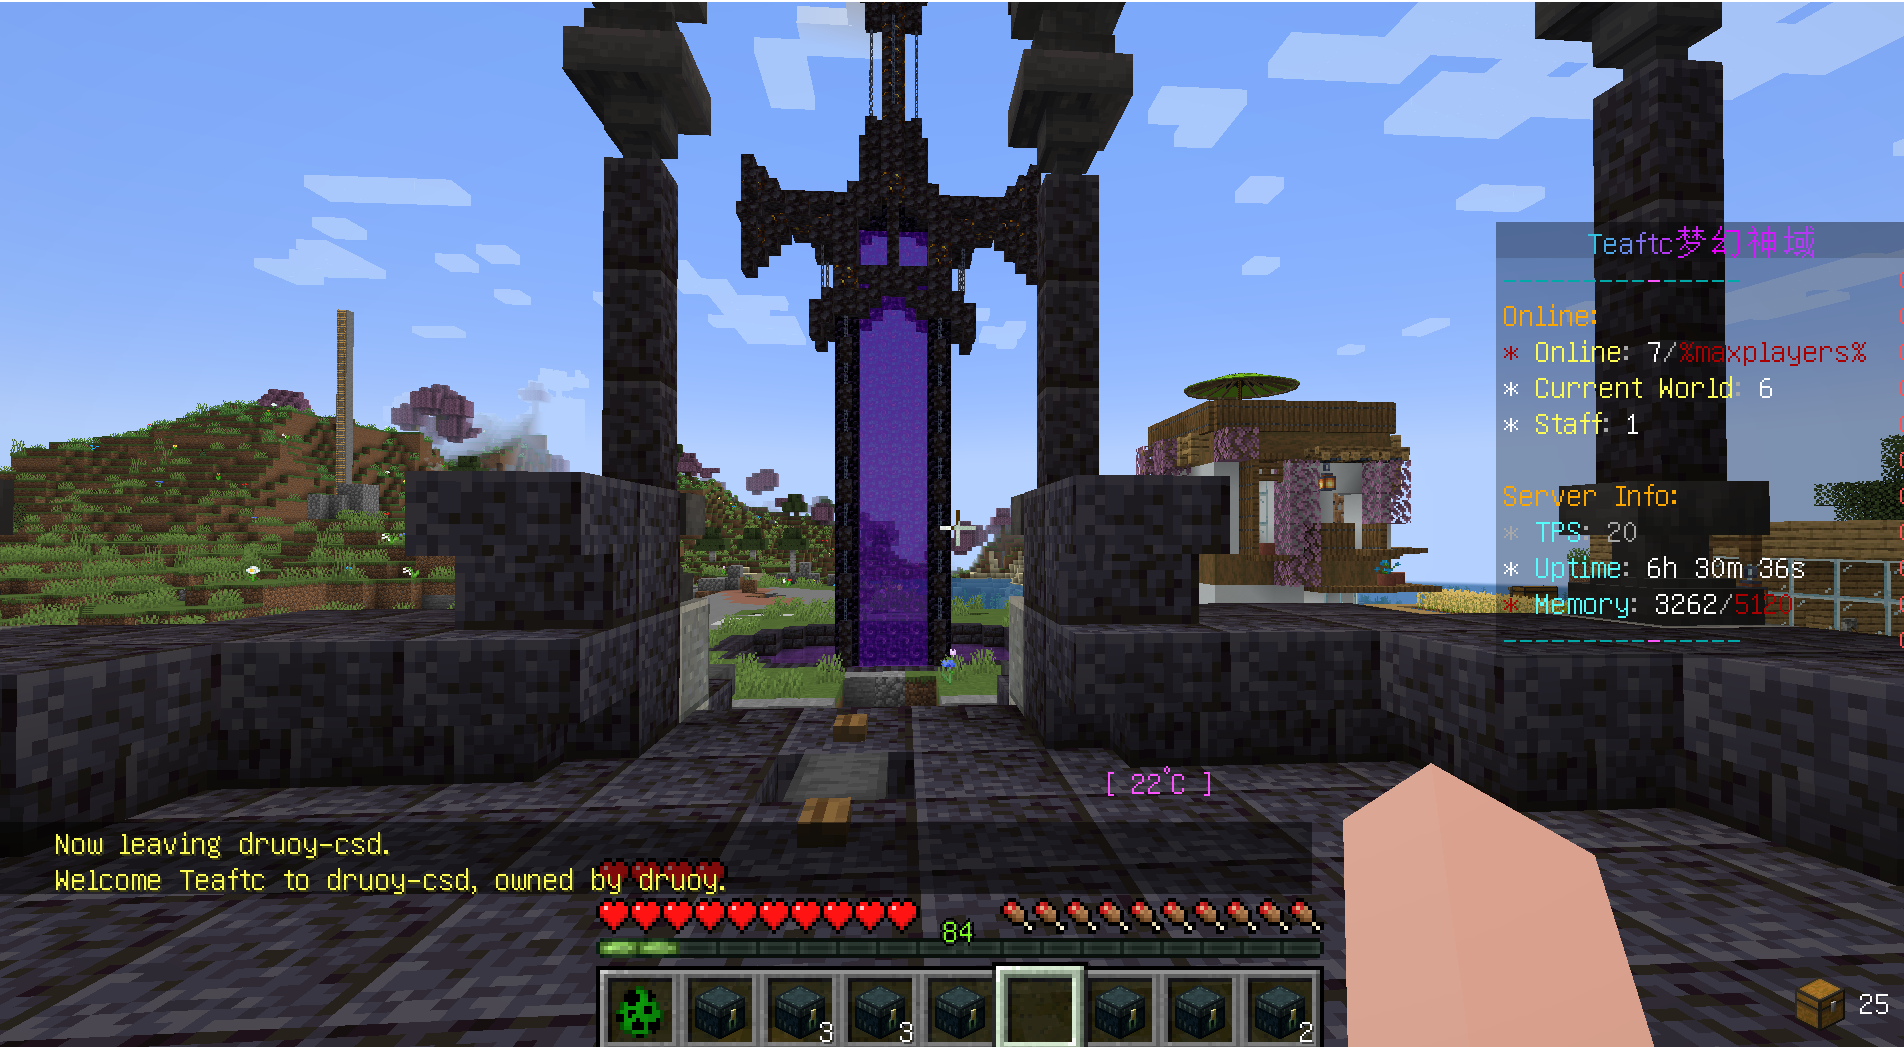 Teaftc梦幻神域
Online:
* Online: 7/%maxplayers%
* Current World: 6
* Staff: 1
Server Info:
* TPS: 20
* Uptime: 6h 30m 36s
* Memory: 3262/5120
[ 22°C ]
Now leaving druoy-csd.
Welcome Teaftc to druoy-csd, owned by druoy.
84
3
3
2
25